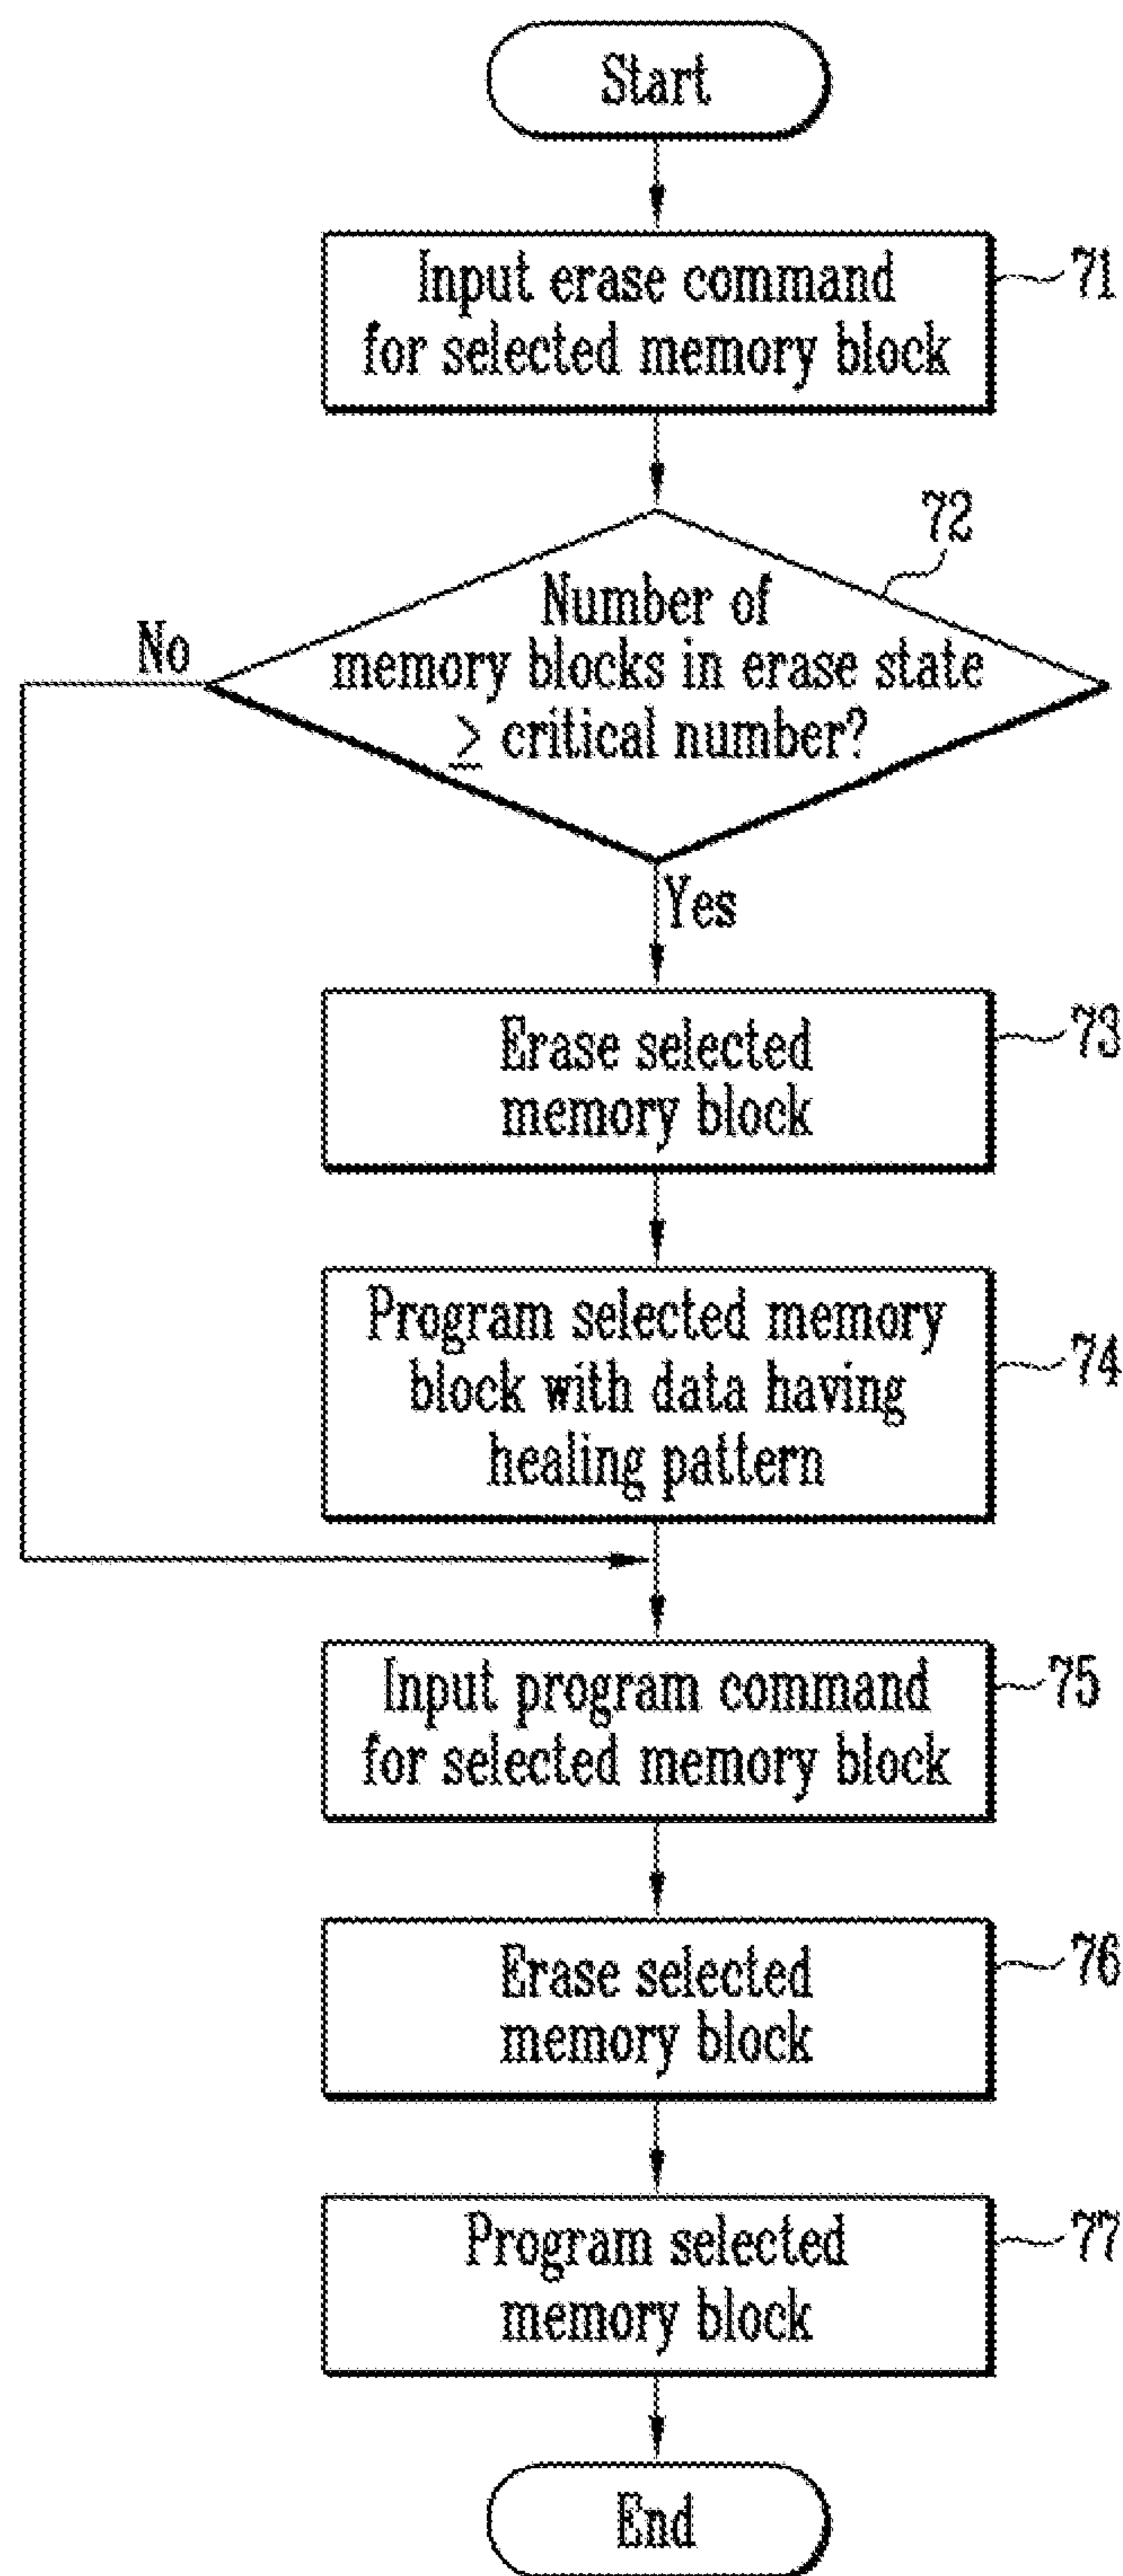 Start
Input erase command
for selected memory block
71
72
Number of
memory blocks in erase state
≥ critical number?
No
Yes
Erase selected
memory block
73
Program selected memory
block with data having
healing pattern
74
Input program command
for selected memory block
75
Erase selected
memory block
76
Program selected
memory block
77
End